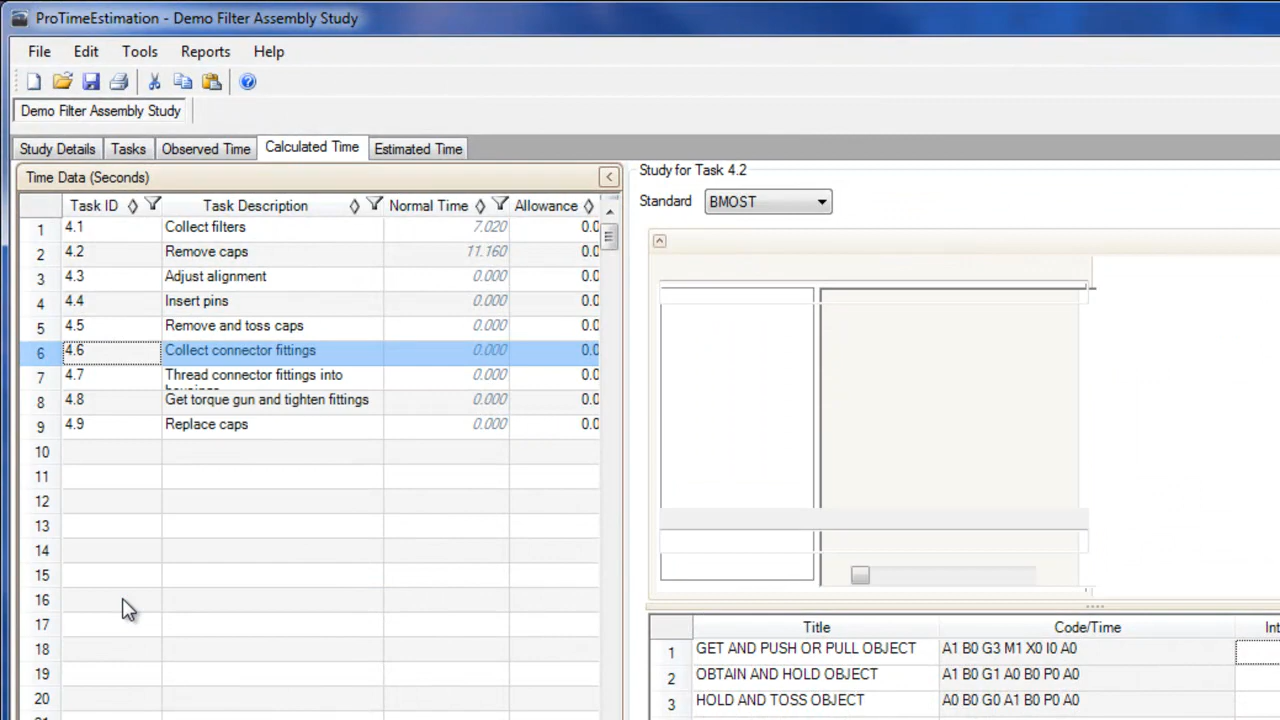 ProTimeEstimation - Demo Filter Assembly Study
File Edit Tools Reports Help
Demo Filter Assembly Study
Study Details Tasks Observed Time Calculated Time Estimated Time
Time Data (Seconds)
Task ID Task Description Normal Time Allowance
1 4.1 Collect filters 7.020 0.0
2 4.2 Remove caps 11.160 0.0
3 4.3 Adjust alignment 0.000 0.0
4 4.4 Insert pins 0.000 0.0
5 4.5 Remove and toss caps 0.000 0.0
6 4.6 Collect connector fittings 0.000 0.0
7 4.7 Thread connector fittings into 0.000 0.0
8 4.8 Get torque gun and tighten fittings 0.000 0.0
9 4.9 Replace caps 0.000 0.0
10
11
12
13
14
15
16
17
18
19
20
Study for Task 4.2
Standard BMOST
Title Code/Time Int
1 GET AND PUSH OR PULL OBJECT A1 B0 G3 M1 X0 I0 A0
2 OBTAIN AND HOLD OBJECT A1 B0 G1 A0 B0 P0 A0
3 HOLD AND TOSS OBJECT A0 B0 G0 A1 B0 P0 A0